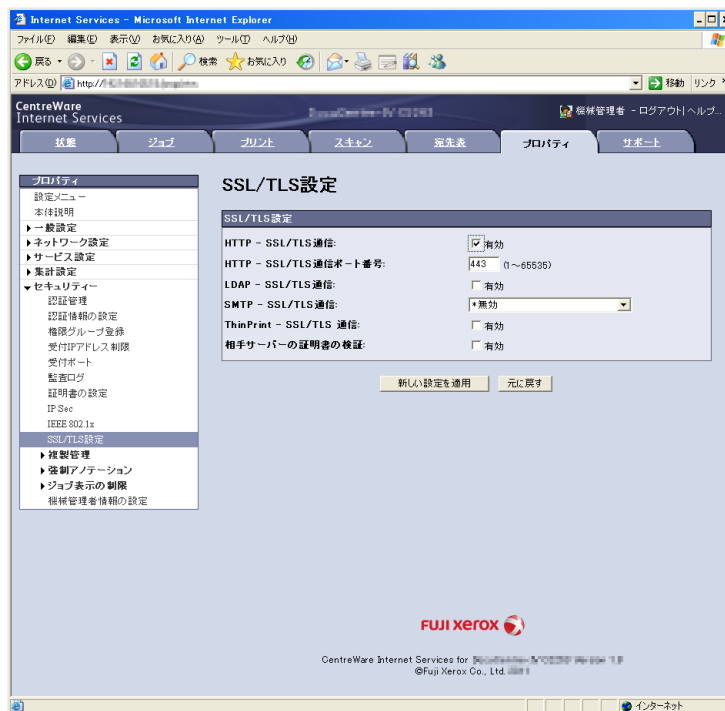 Internet Services - Microsoft Internet Explorer
ファイル(F) 編集(E) 表示(V) お気に入り(A) ツール(T) ヘルプ(H)
戻る 検索 お気に入り
アドレス(D) http:// 移動 リンク
CentreWare
Internet Services
機械管理者 - ログアウト| ヘルプ...
状態 ジョブ プリント スキャン 宛先表 プロパティ サポート
プロパティ
設定メニュー
本体説明
一般設定
ネットワーク設定
サービス設定
集計設定
セキュリティー
認証管理
認証情報の設定
権限グループ登録
受付IPアドレス制限
受付ポート
監査ログ
証明書の設定
IP Sec
IEEE 802.1x
SSL/TLS設定
複製管理
強制アノテーション
ジョブ表示の制限
機械管理者情報の設定
SSL/TLS設定
SSL/TLS設定
HTTP - SSL/TLS通信: 有効
HTTP - SSL/TLS通信ポート番号: 443 (1～65535)
LDAP - SSL/TLS通信: 有効
SMTP - SSL/TLS通信: *無効
ThinPrint - SSL/TLS 通信: 有効
相手サーバーの証明書の検証: 有効
新しい設定を適用 元に戻す
FUJI xerox
CentreWare Internet Services for
©Fuji Xerox Co., Ltd.
インターネット